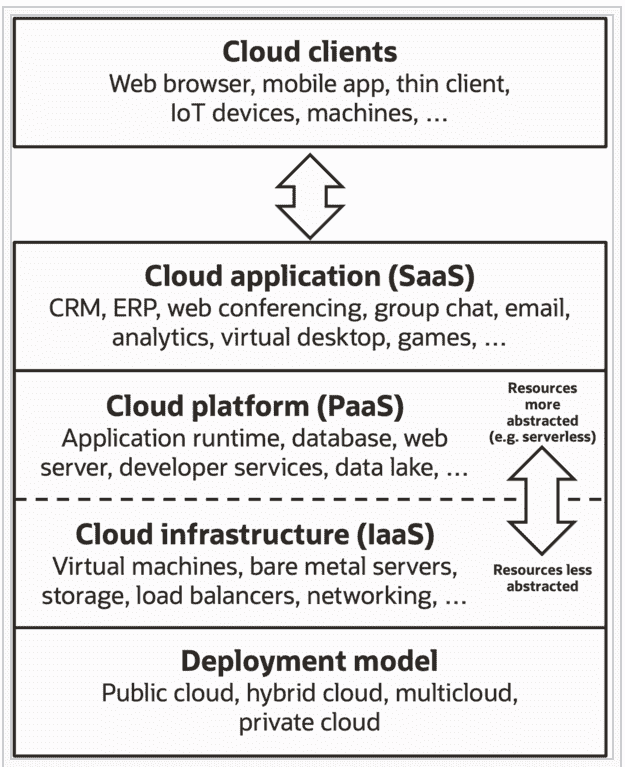 Cloud clients
Web browser, mobile app, thin client,
IoT devices, machines, …
Cloud application (SaaS)
CRM, ERP, web conferencing, group chat, email,
analytics, virtual desktop, games, …
Cloud platform (PaaS)
Application runtime, database, web
server, developer services, data lake, …
Resources
more
abstracted
(e.g. serverless)
Cloud infrastructure (IaaS)
Virtual machines, bare metal servers,
storage, load balancers, networking, …
Resources less
abstracted
Deployment model
Public cloud, hybrid cloud, multicloud,
private cloud